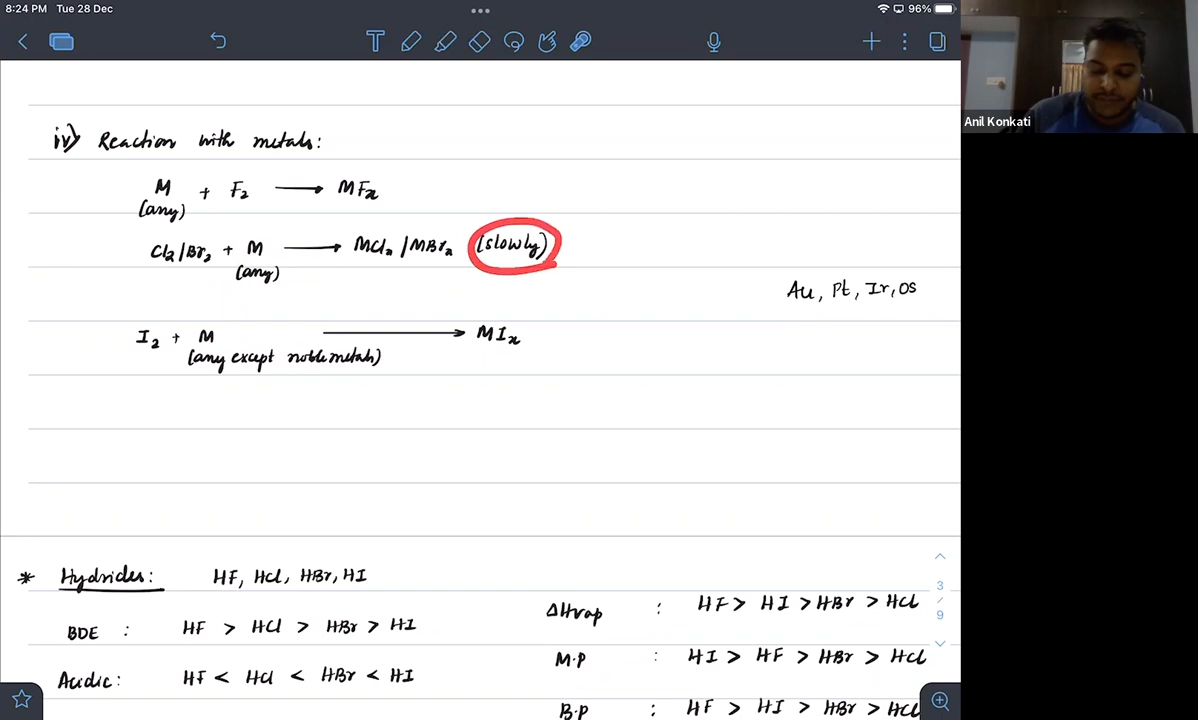 8:24 PM Tue 28 Dec
96%
Anil Konkati
iv) Reaction with metals:
M + F2 ⟶ MFx
(any)
Cl2/Br2 + M ⟶ MClx/MBrx (slowly)
(any)
Au, Pt, Ir, Os
I2 + M ⟶ MIx
(any except noble metals)
* Hydrides: HF, HCl, HBr, HI
BDE : HF > HCl > HBr > HI
Acidic: HF < HCl < HBr < HI
ΔHvap : HF > HI > HBr > HCl
M.P : HI > HF > HBr > HCl
B.P : HF > HI > HBr > HCl
3
/
9